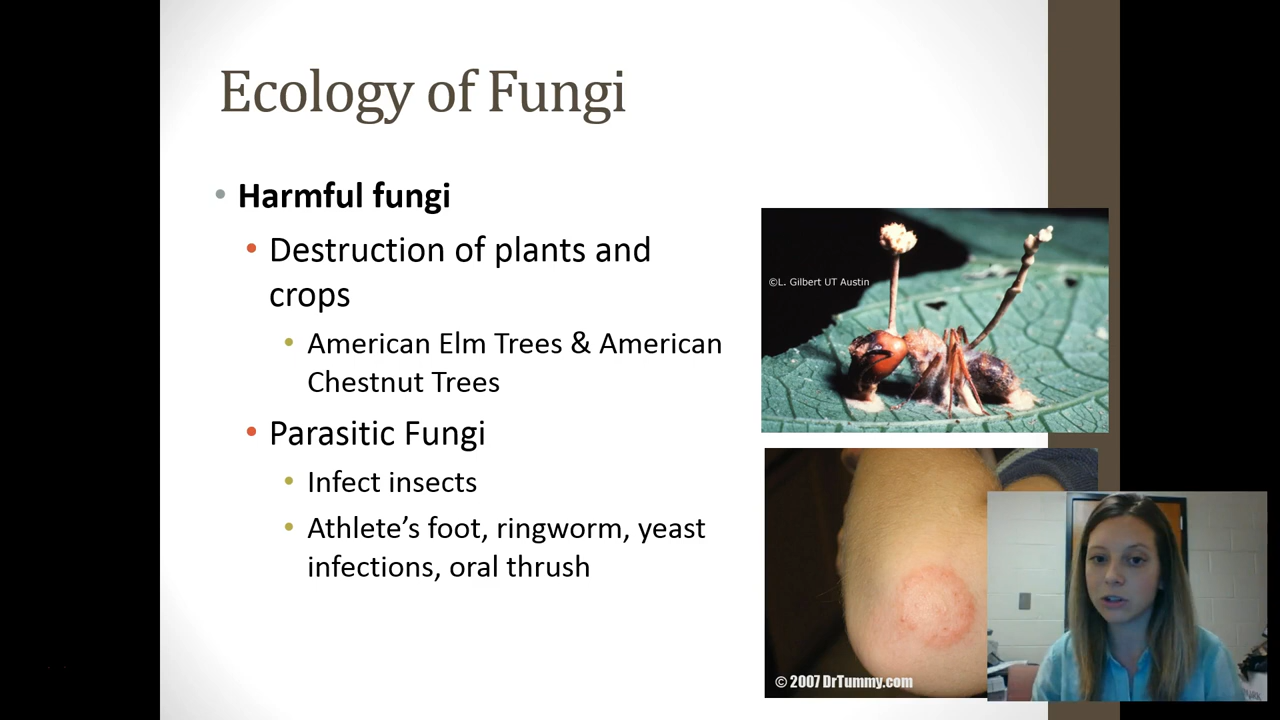 Ecology of Fungi
• Harmful fungi
• Destruction of plants and
crops
• American Elm Trees & American
Chestnut Trees
• Parasitic Fungi
• Infect insects
• Athlete’s foot, ringworm, yeast
infections, oral thrush
©L. Gilbert UT Austin
© 2007 DrTummy.com